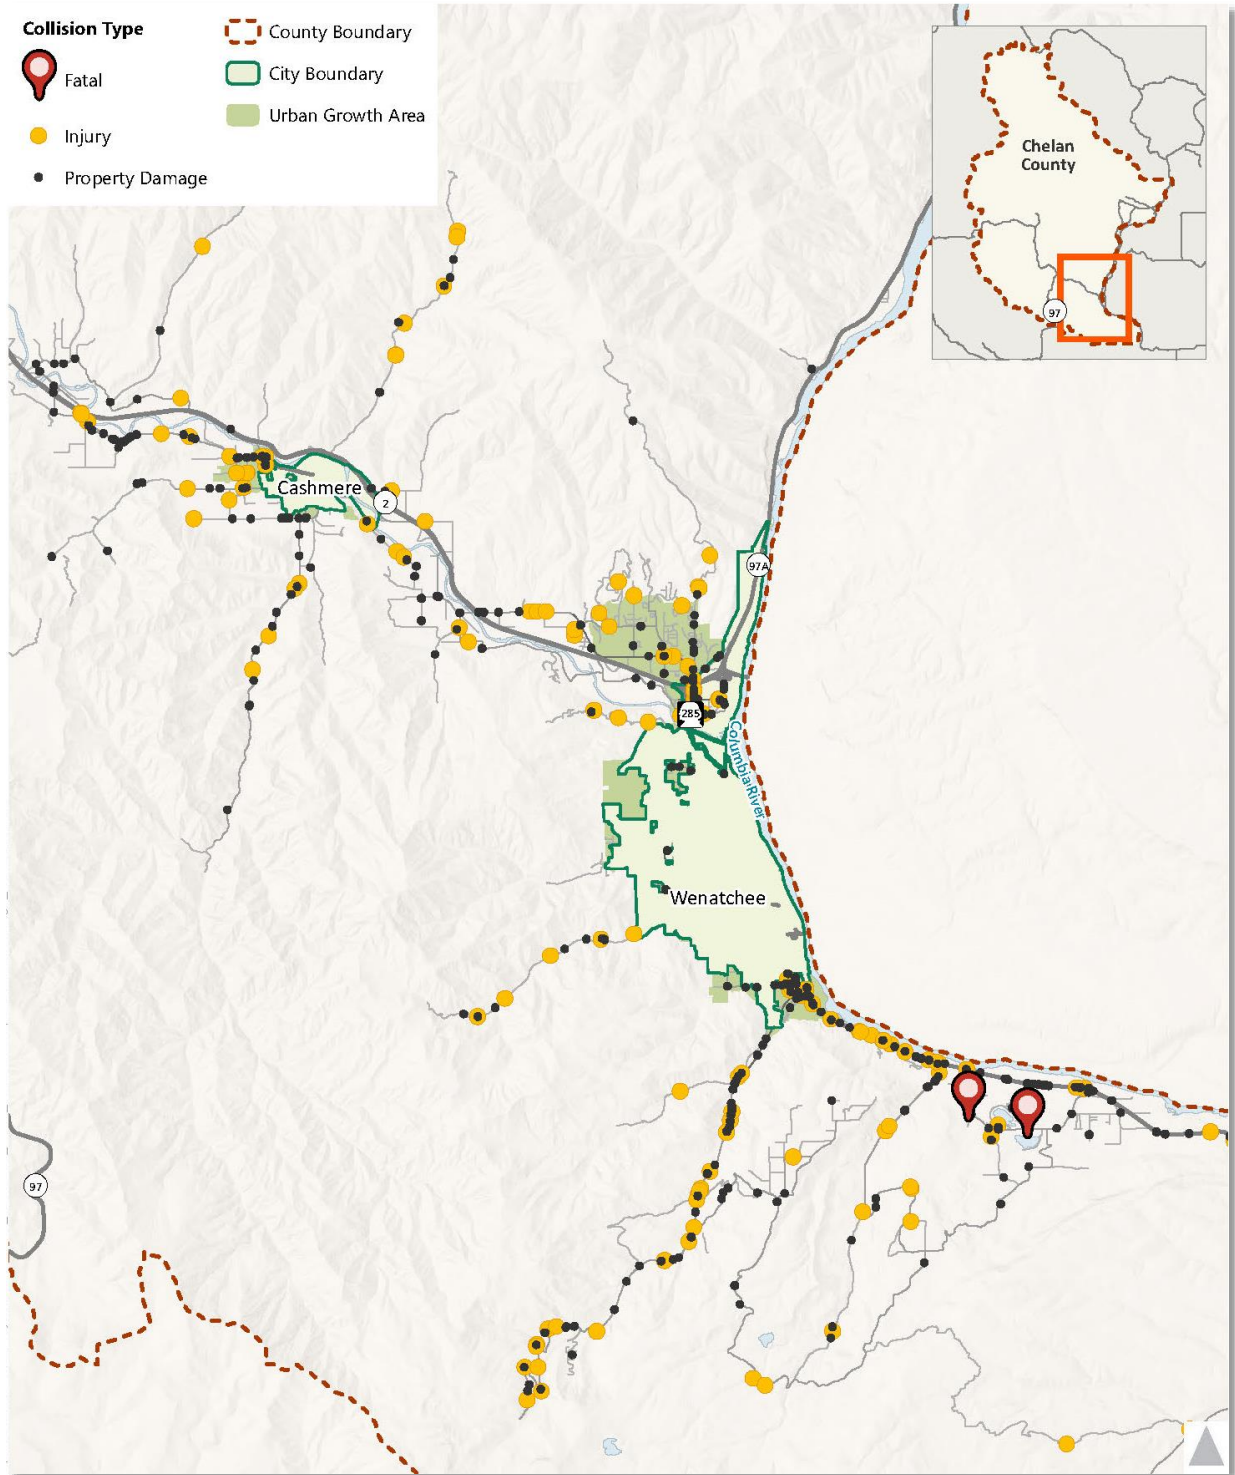 Collision Type
Fatal
Injury
Property Damage
County Boundary
City Boundary
Urban Growth Area
Chelan
County
97
Cashmere
2
97A
285
Columbia River
Wenatchee
97